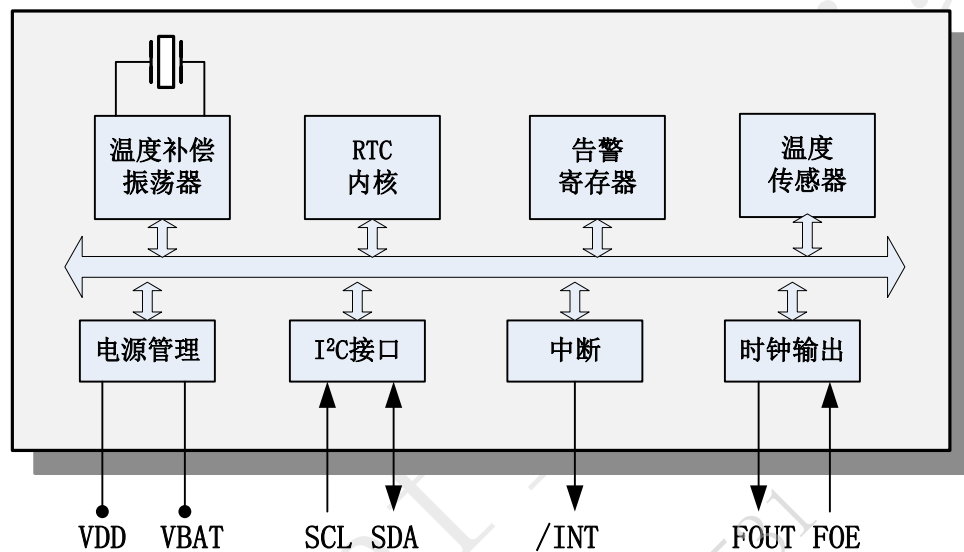 温度补偿
振荡器
RTC
内核
告警
寄存器
温度
传感器
电源管理
I²C接口
中断
时钟输出
VDD VBAT SCL SDA /INT FOUT FOE